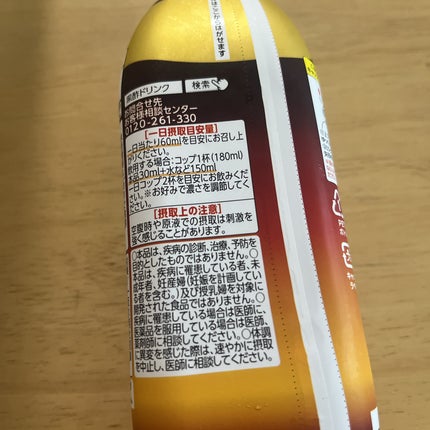 からはがせます
黒酢ドリンク 検索
お問合せ先
お客様相談センター
0120-261-330
[一日摂取目安量]
一日当たり60mlを目安にお召し上
がりください。
飲用する場合:コップ1杯(180ml)
30ml+水など150ml
一日コップ2杯を目安にお飲みくだ
さい。※お好みで濃さを調節してく
ださい。
[摂取上の注意]
空腹時や原液での摂取は刺激を
強く感じることがあります。
○本品は、疾病の診断、治療、予防を
目的としたものではありません。○
本品は、疾病に罹患している者、未
成年者、妊産婦(妊娠を計画してい
る者を含む。)及び授乳婦を対象に
開発された食品ではありません。○
疾病に罹患している場合は医師に、
医薬品を服用している場合は医師、
薬剤師に相談してください。○体調
に異変を感じた際は、速やかに摂取
を中止し、医師に相談してください。